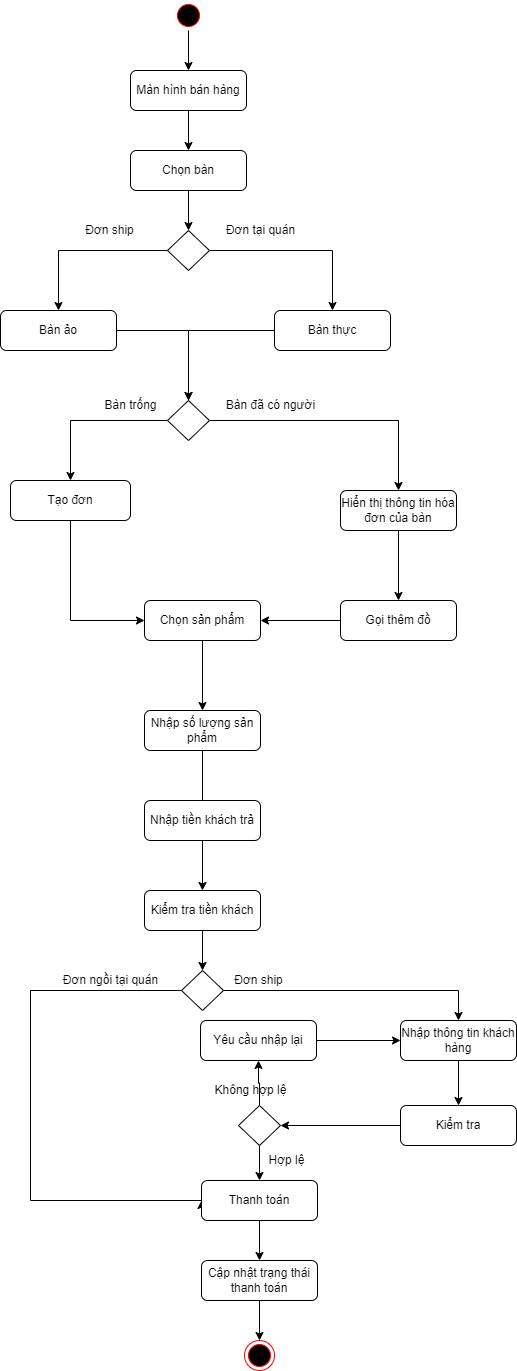 Màn hình bán hàng
Chọn bàn
Đơn ship
Đơn tại quán
Bàn ảo
Bàn thực
Bàn trống
Bàn đã có người
Tạo đơn
Hiển thị thông tin hóa
đơn của bàn
Chọn sản phẩm
Gọi thêm đồ
Nhập số lượng sản
phẩm
Nhập tiền khách trả
Kiểm tra tiền khách
Đơn ngồi tại quán
Đơn ship
Yêu cầu nhập lại
Nhập thông tin khách
hàng
Không hợp lệ
Kiểm tra
Hợp lệ
Thanh toán
Cập nhật trạng thái
thanh toán